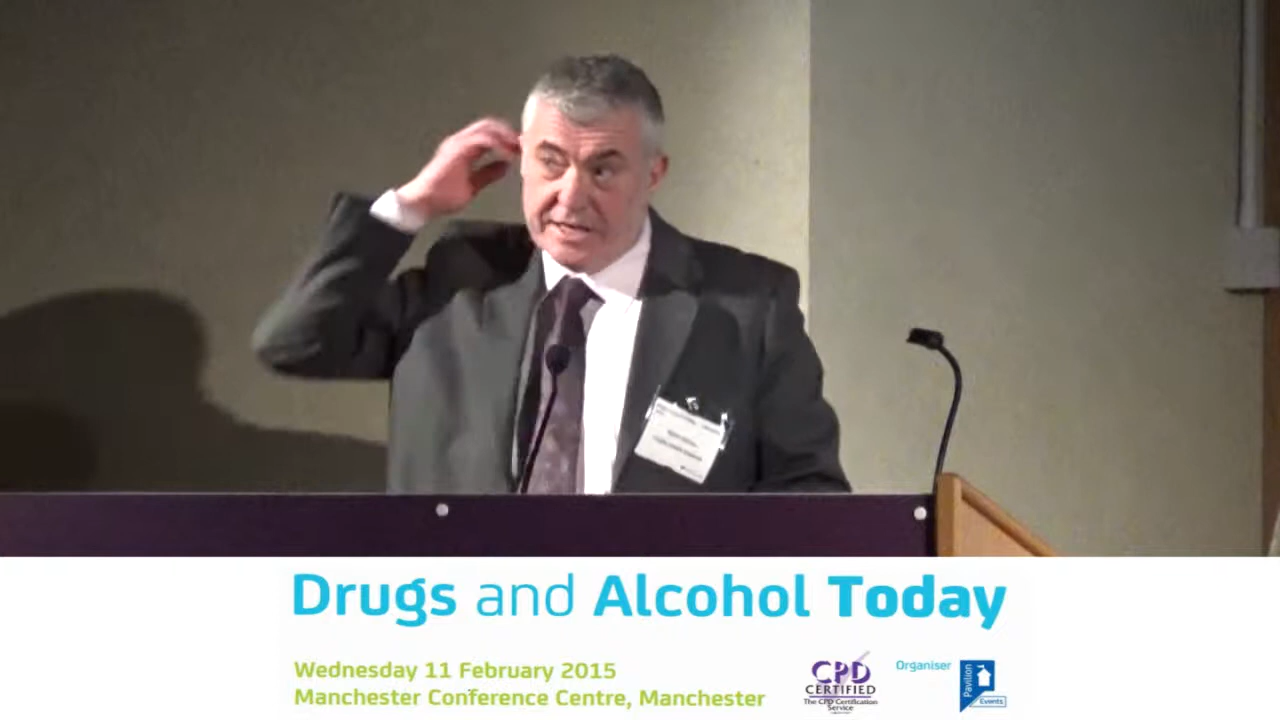 Drugs and Alcohol Today
Wednesday 11 February 2015
Manchester Conference Centre, Manchester
CPD
CERTIFIED
The CPD Certification
Service
Organiser
Pavilion
Events